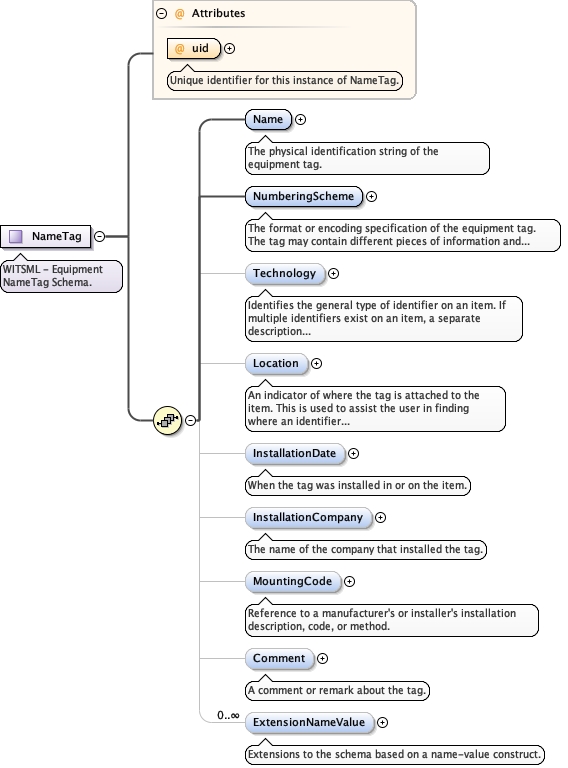 @ Attributes
@ uid
Unique identifier for this instance of NameTag.
Name
The physical identification string of the
equipment tag.
NumberingScheme
The format or encoding specification of the equipment tag.
The tag may contain different pieces of information and...
NameTag
WITSML - Equipment
NameTag Schema.
Technology
Identifies the general type of identifier on an item. If
multiple identifiers exist on an item, a separate
description...
Location
An indicator of where the tag is attached to the
item. This is used to assist the user in finding
where an identifier...
InstallationDate
When the tag was installed in or on the item.
InstallationCompany
The name of the company that installed the tag.
MountingCode
Reference to a manufacturer's or installer's installation
description, code, or method.
Comment
A comment or remark about the tag.
0..∞
ExtensionNameValue
Extensions to the schema based on a name-value construct.